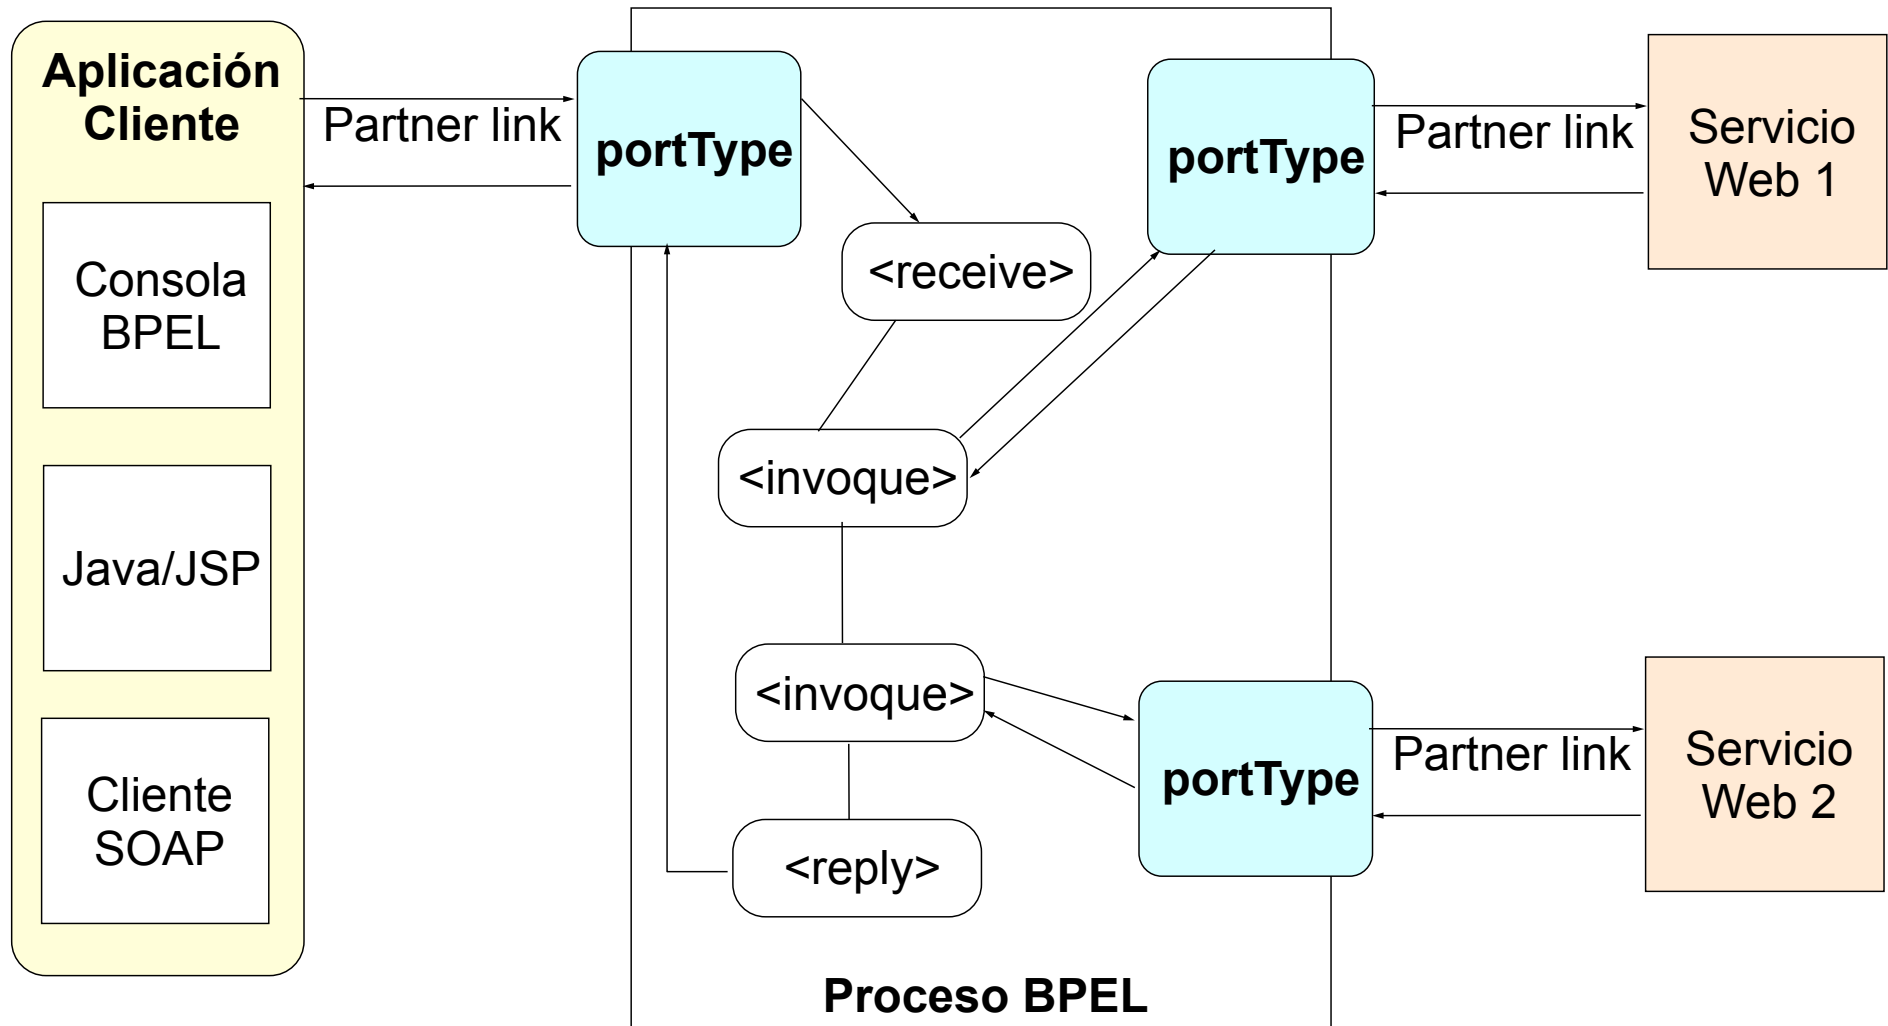 Aplicación
Cliente
Consola
BPEL
Java/JSP
Cliente
SOAP
Partner link
portType
<receive>
<invoque>
<invoque>
<reply>
Proceso BPEL
portType
Partner link
Servicio
Web 1
portType
Partner link
Servicio
Web 2